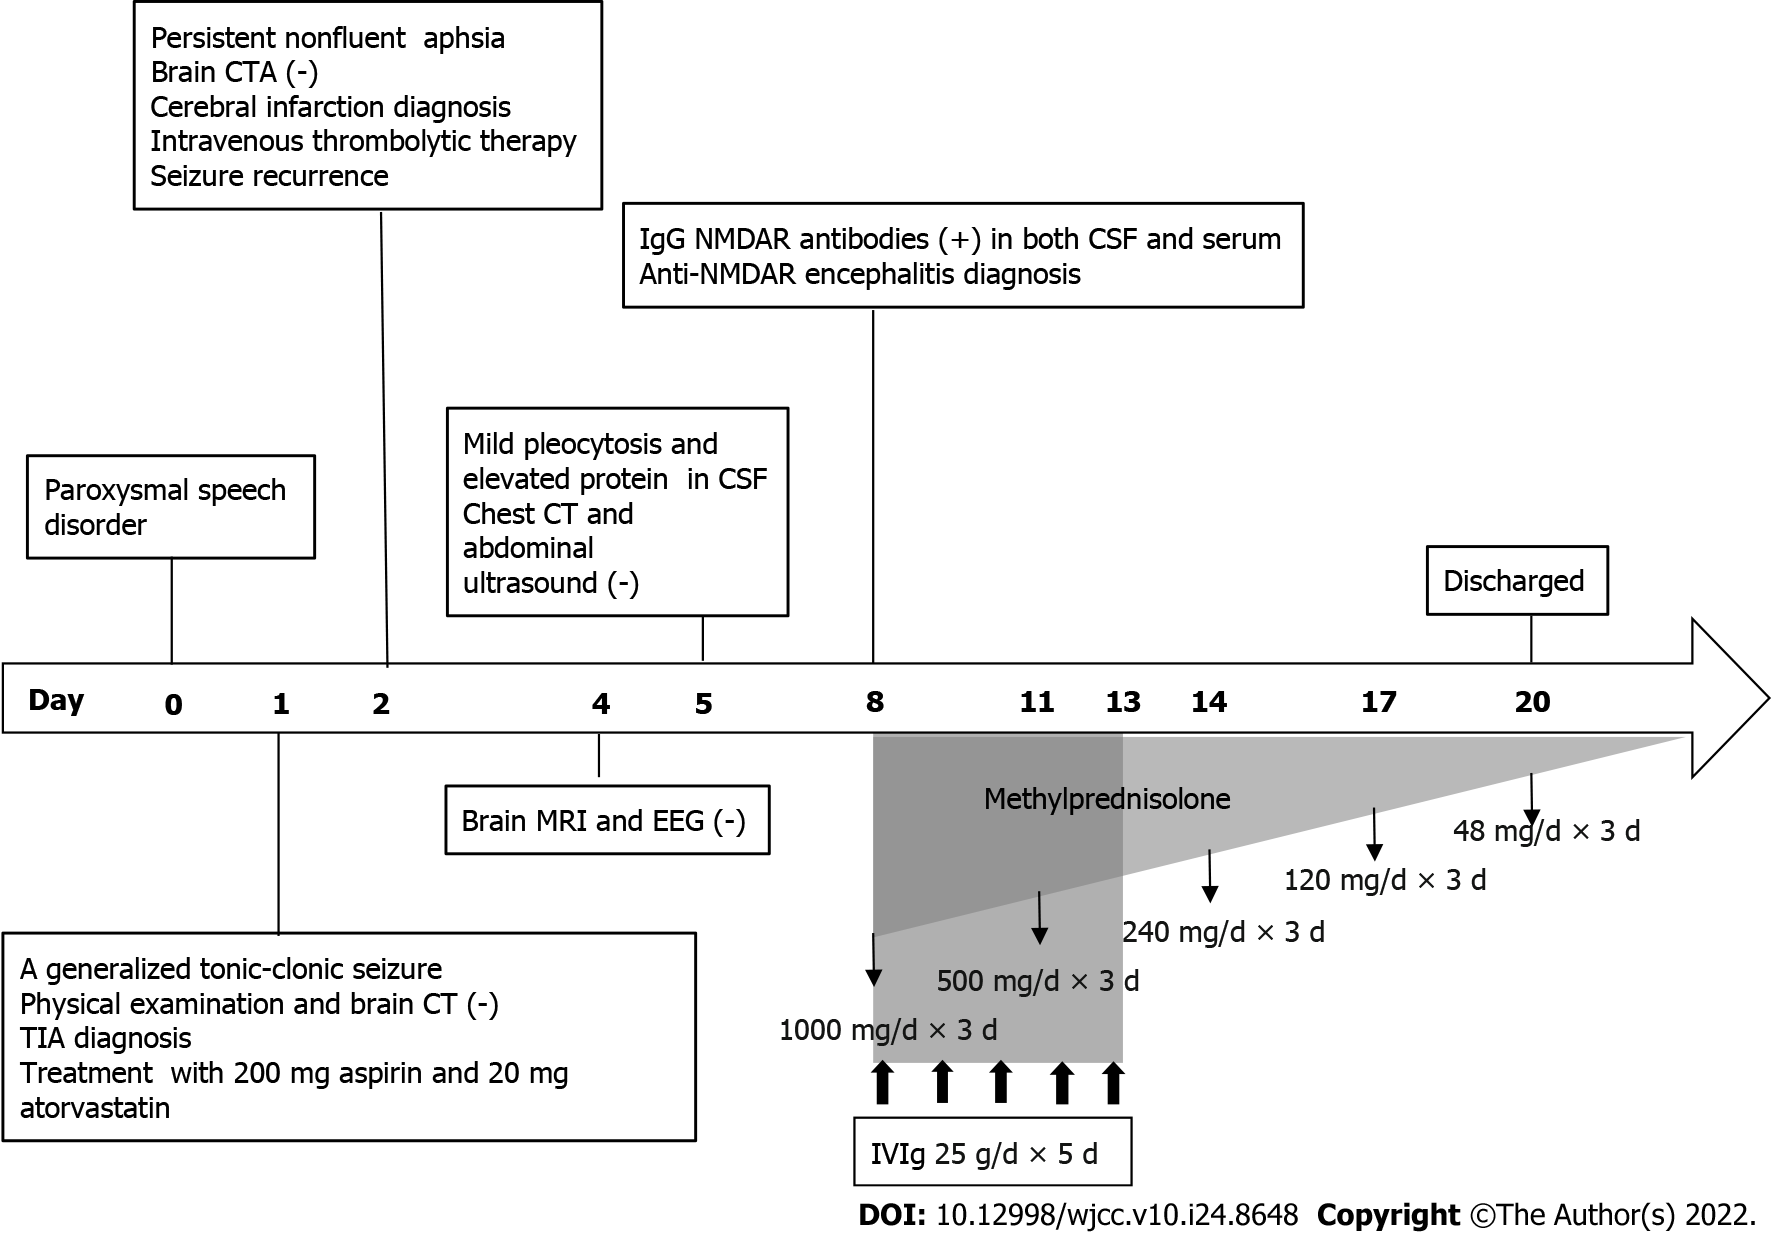 Persistent nonfluent aphsia
Brain CTA (-)
Cerebral infarction diagnosis
Intravenous thrombolytic therapy
Seizure recurrence
IgG NMDAR antibodies (+) in both CSF and serum
Anti-NMDAR encephalitis diagnosis
Mild pleocytosis and
elevated protein in CSF
Chest CT and
abdominal
ultrasound (-)
Paroxysmal speech
disorder
Discharged
Day 0 1 2 4 5 8 11 13 14 17 20
Methylprednisolone
Brain MRI and EEG (-)
48 mg/d × 3 d
120 mg/d × 3 d
240 mg/d × 3 d
500 mg/d × 3 d
1000 mg/d × 3 d
A generalized tonic-clonic seizure
Physical examination and brain CT (-)
TIA diagnosis
Treatment with 200 mg aspirin and 20 mg
atorvastatin
IVIg 25 g/d × 5 d
DOI: 10.12998/wjcc.v10.i24.8648 Copyright ©The Author(s) 2022.